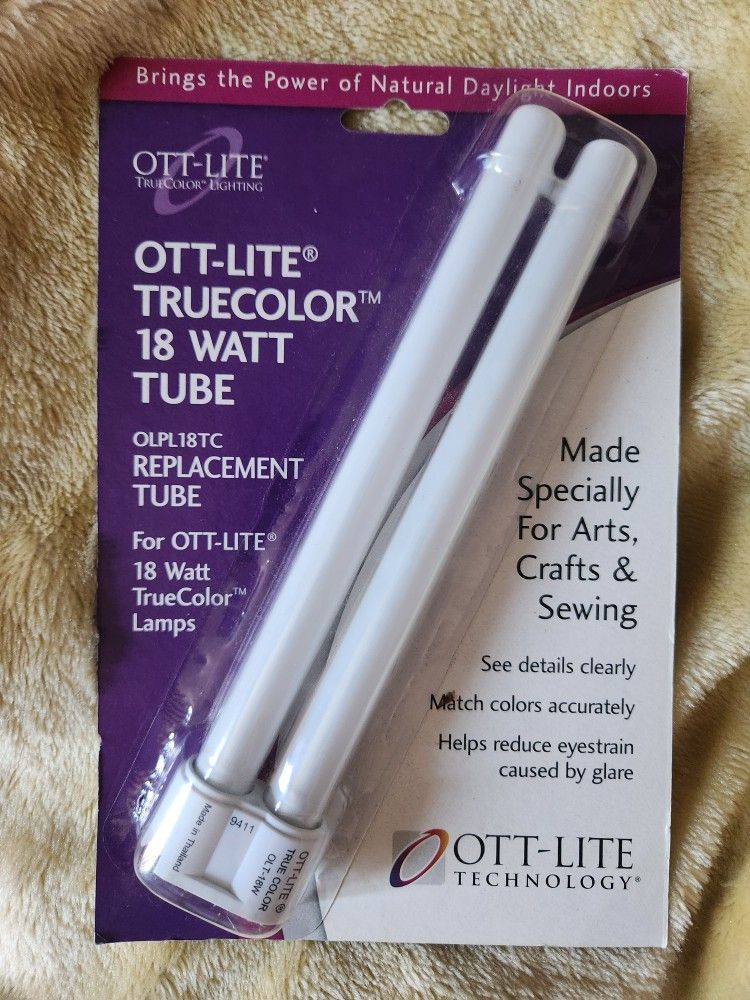 Brings the Power of Natural Daylight Indoors
OTT-LITE®
TRUECOLOR™ LIGHTING
OTT-LITE®
TRUECOLOR™
18 WATT
TUBE
OLPL18TC
REPLACEMENT
TUBE
For OTT-LITE®
18 Watt
TrueColor™
Lamps
Made
Specially
For Arts,
Crafts &
Sewing
See details clearly
Match colors accurately
Helps reduce eyestrain
caused by glare
OTT-LITE
TECHNOLOGY®
Made in Thailand
9411
OTT-LITE ®
TRUE COLOR
OLT-18W